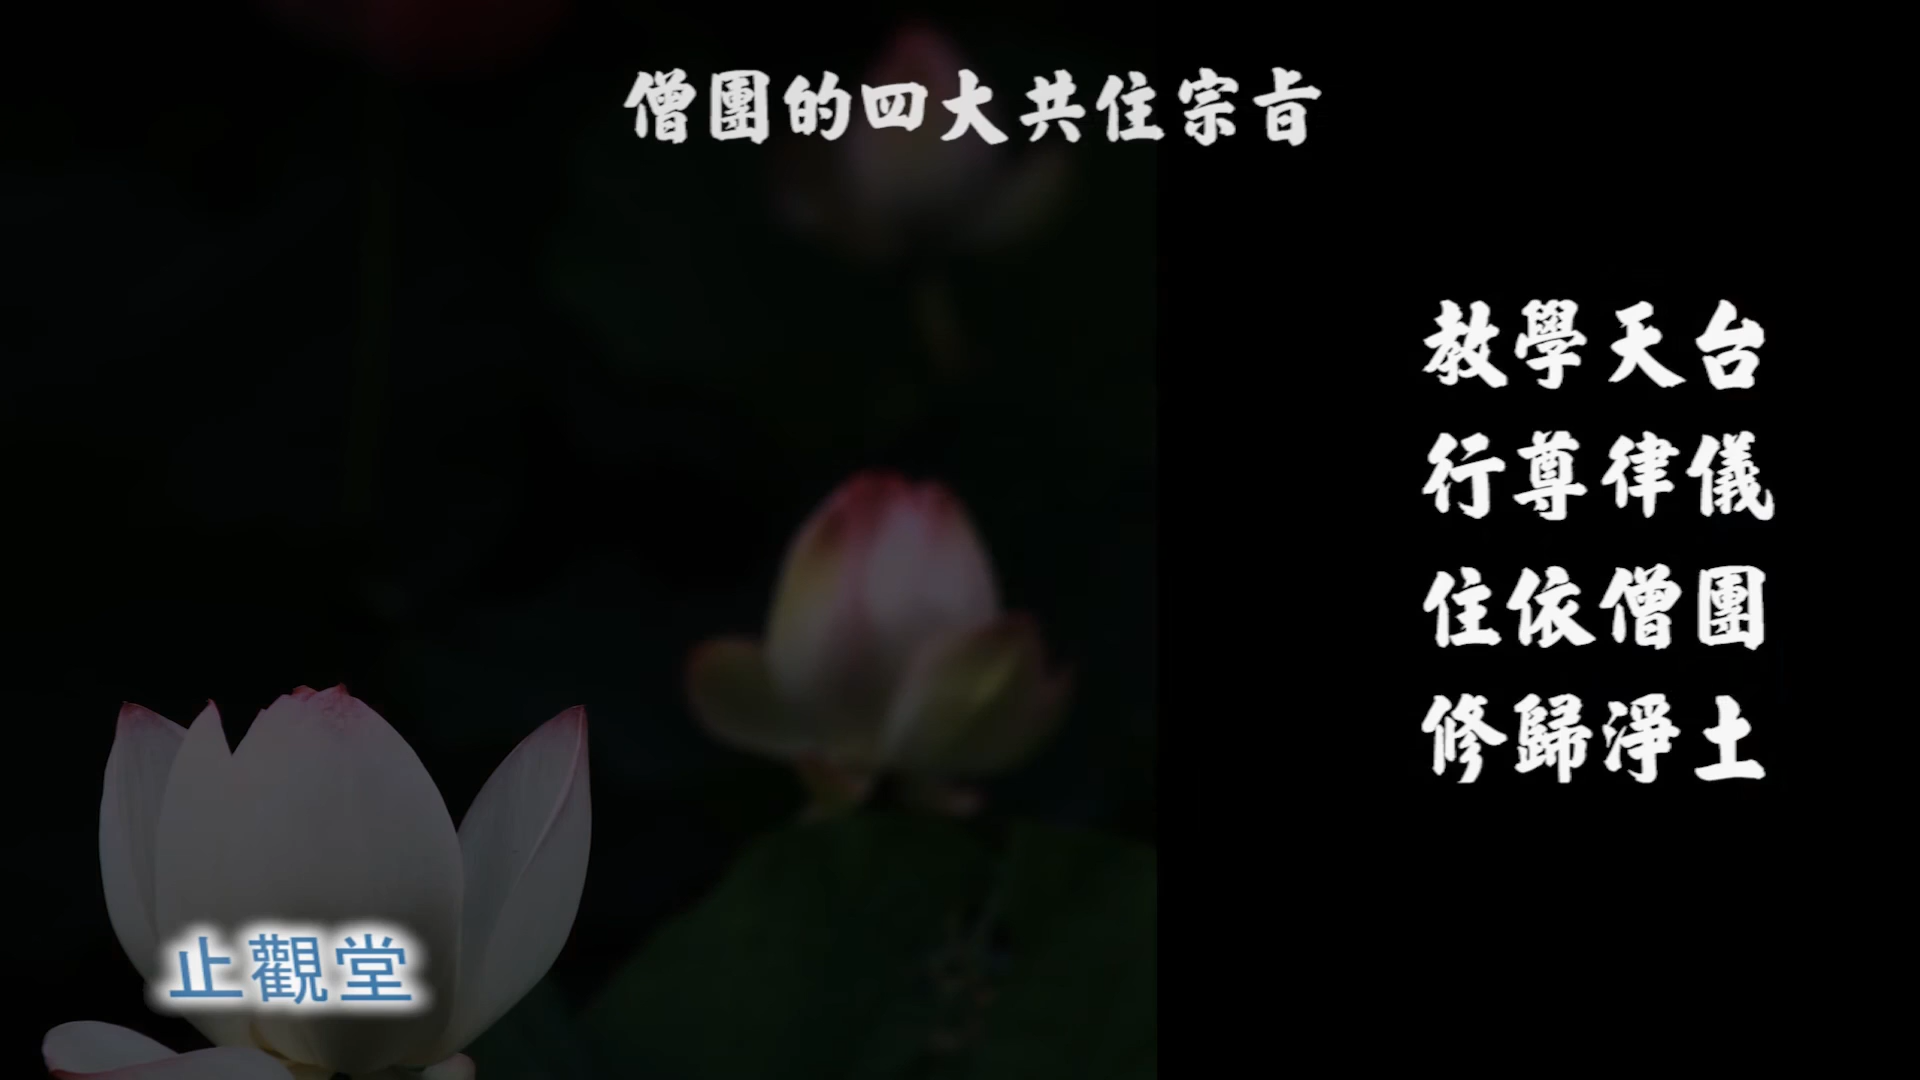 僧團的四大共住宗旨
教學天台
行尊律儀
住依僧團
修歸淨土
止觀堂